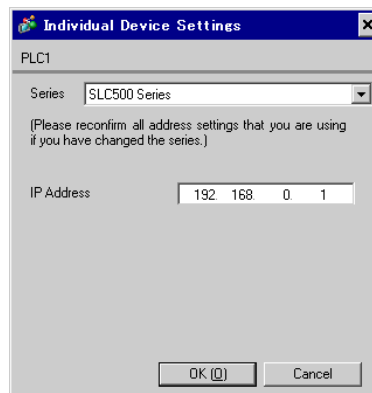 Individual Device Settings
PLC1
Series SLC500 Series
(Please reconfirm all address settings that you are using
if you have changed the series.)
IP Address 192. 168. 0. 1
OK (O) Cancel